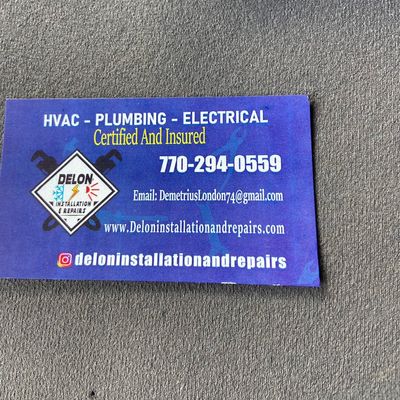 HVAC - PLUMBING - ELECTRICAL
Certified And Insured
770-294-0559
DELON
INSTALLATION
& REPAIRS
Email: DemetriusLondon74@gmail.com
www.Deloninstallationandrepairs.com
deloninstallationandrepairs